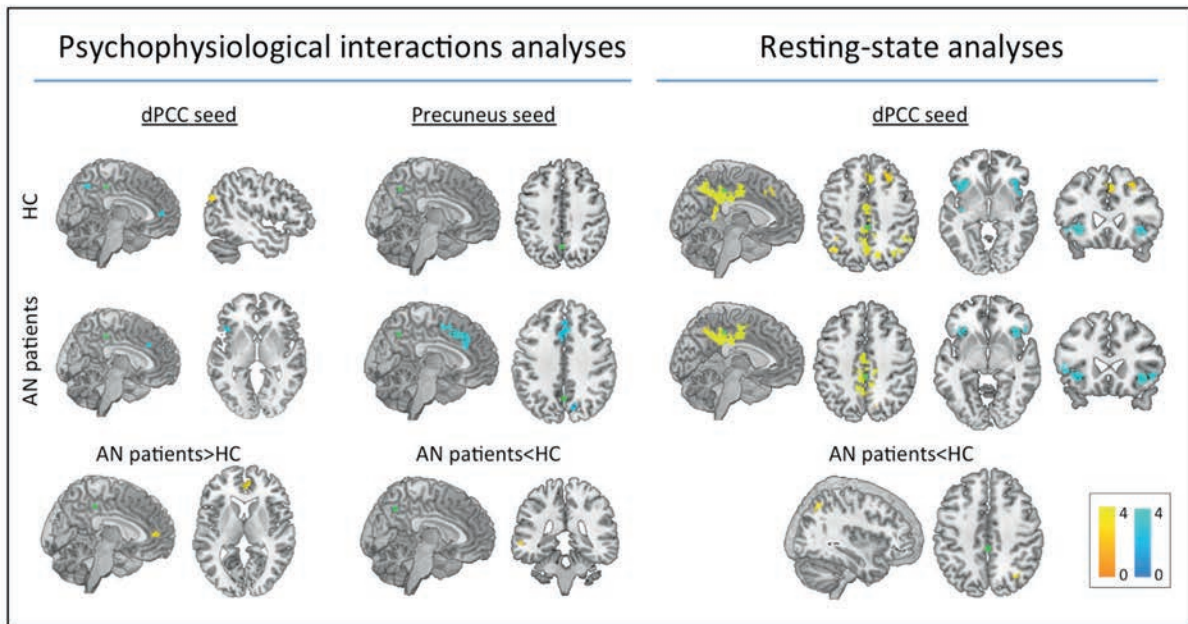 Psychophysiological interactions analyses
Resting-state analyses
dPCC seed
Precuneus seed
dPCC seed
HC
AN patients
AN patients>HC
AN patients<HC
AN patients<HC
4 4
0 0